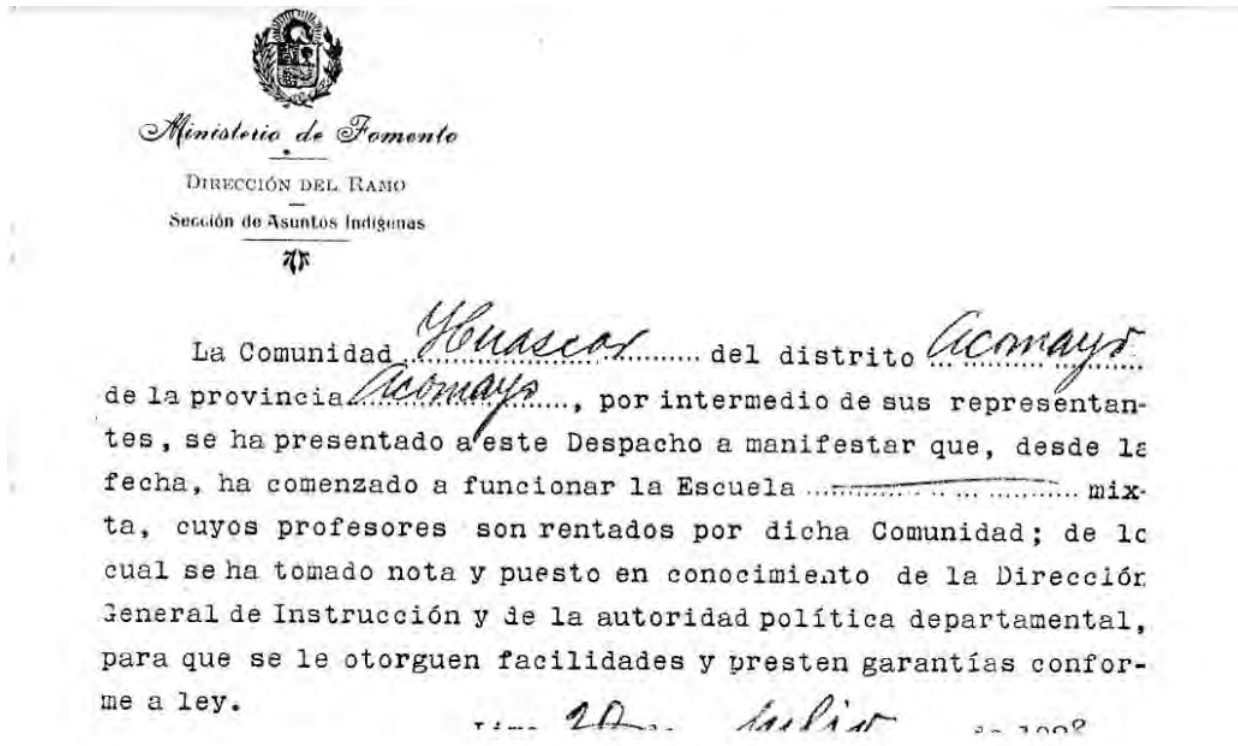 Ministerio de Fomento
DIRECCIÓN DEL RAMO
Sección de Asuntos Indígenas
La Comunidad Huascar del distrito Acomayo
de la provincia Acomayo, por intermedio de sus representan-
tes, se ha presentado a este Despacho a manifestar que, desde la
fecha, ha comenzado a funcionar la Escuela mix-
ta, cuyos profesores son rentados por dicha Comunidad; de lo
cual se ha tomado nota y puesto en conocimiento de la Dirección
General de Instrucción y de la autoridad política departamental,
para que se le otorguen facilidades y presten garantías confor-
me a ley.
20 Julio